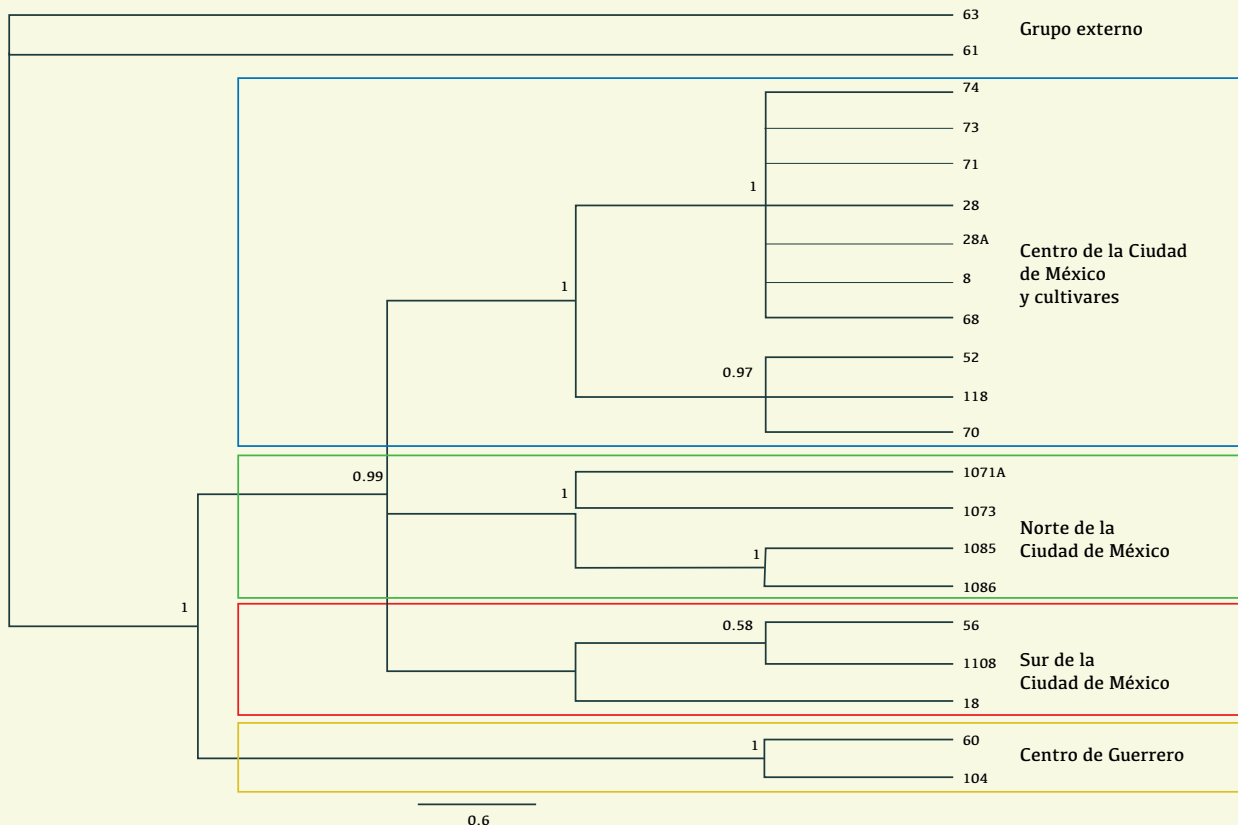 63
Grupo externo
61
74
73
71
1
28
28A
Centro de la Ciudad
de México
y cultivares
8
1
68
52
0.97
118
70
0.99
1071A
1
1073
Norte de la
Ciudad de México
1085
1
1086
1
56
0.58
1108
Sur de la
Ciudad de México
18
60
1
Centro de Guerrero
104
0.6